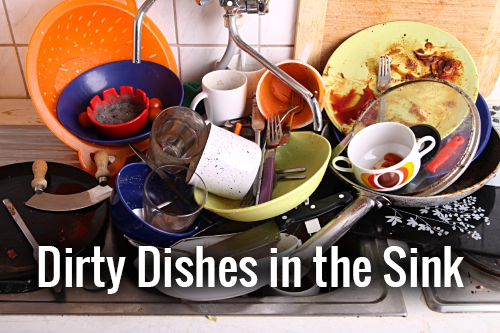 Dirty Dishes in the Sink